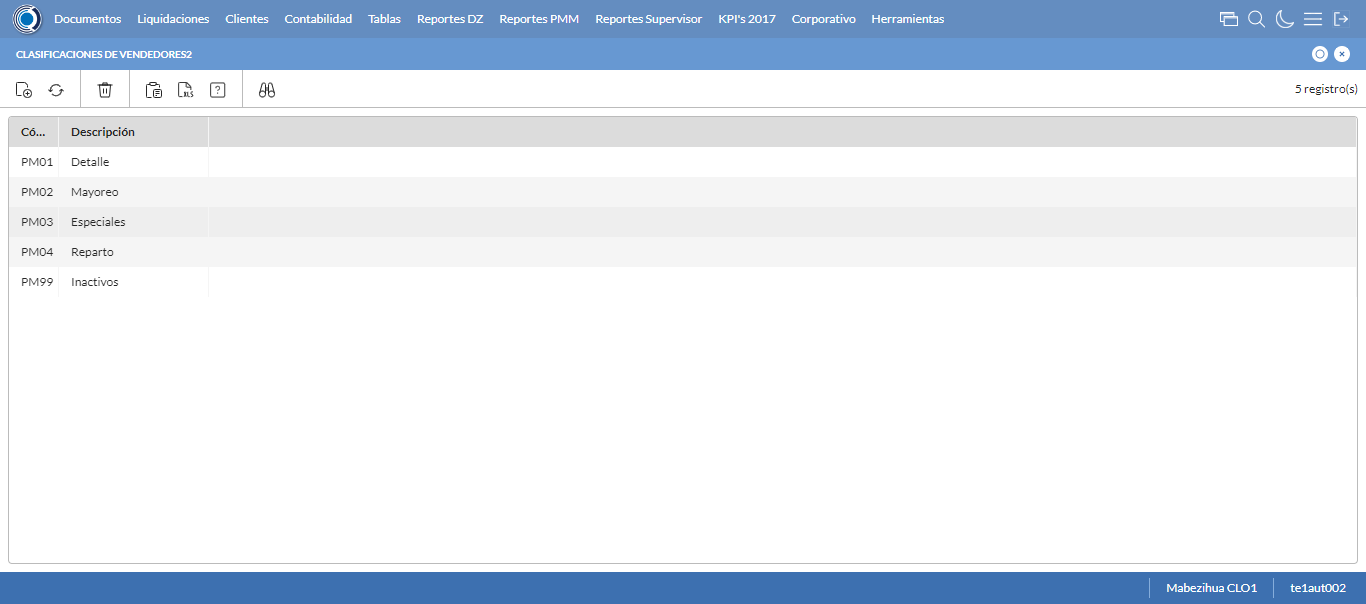 Documentos Liquidaciones Clientes Contabilidad Tablas Reportes DZ Reportes PMM Reportes Supervisor KPI's 2017 Corporativo Herramientas
CLASIFICACIONES DE VENDEDORES2
XLS ? 5 registro(s)
Có... Descripción
PM01 Detalle
PM02 Mayoreo
PM03 Especiales
PM04 Reparto
PM99 Inactivos
Mabezihua CLO1 te1aut002